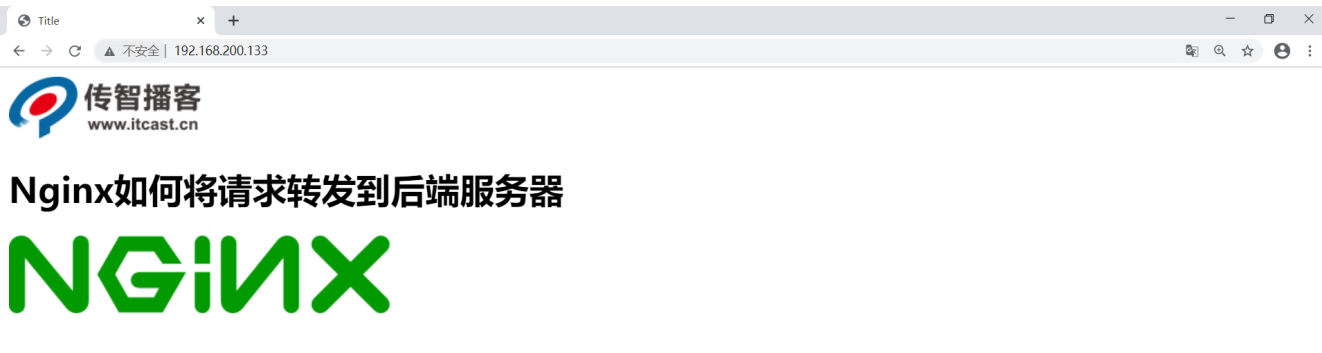 Title
不安全 | 192.168.200.133
传智播客
www.itcast.cn
Nginx如何将请求转发到后端服务器
NGiNX